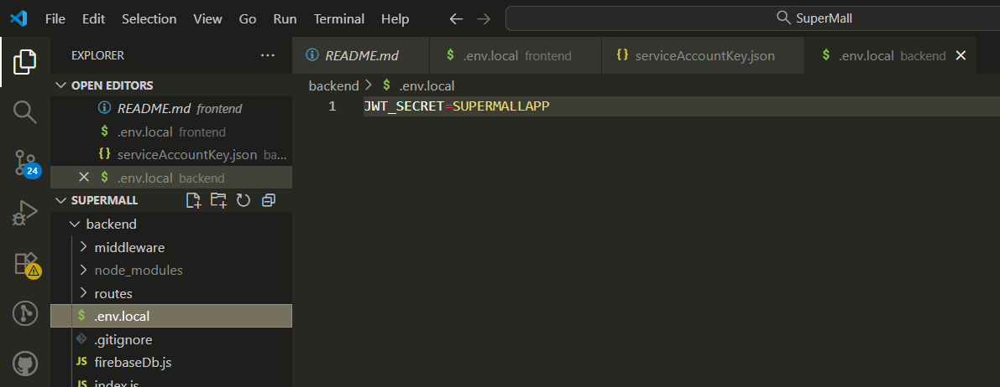 File Edit Selection View Go Run Terminal Help SuperMall
EXPLORER
README.md
.env.local frontend
serviceAccountKey.json
.env.local backend
OPEN EDITORS
README.md frontend
.env.local frontend
serviceAccountKey.json ba...
.env.local backend
SUPERMALL
backend
middleware
node_modules
routes
.env.local
.gitignore
firebaseDb.js
index.js
24
backend > .env.local
1 JWT_SECRET=SUPERMALLAPP